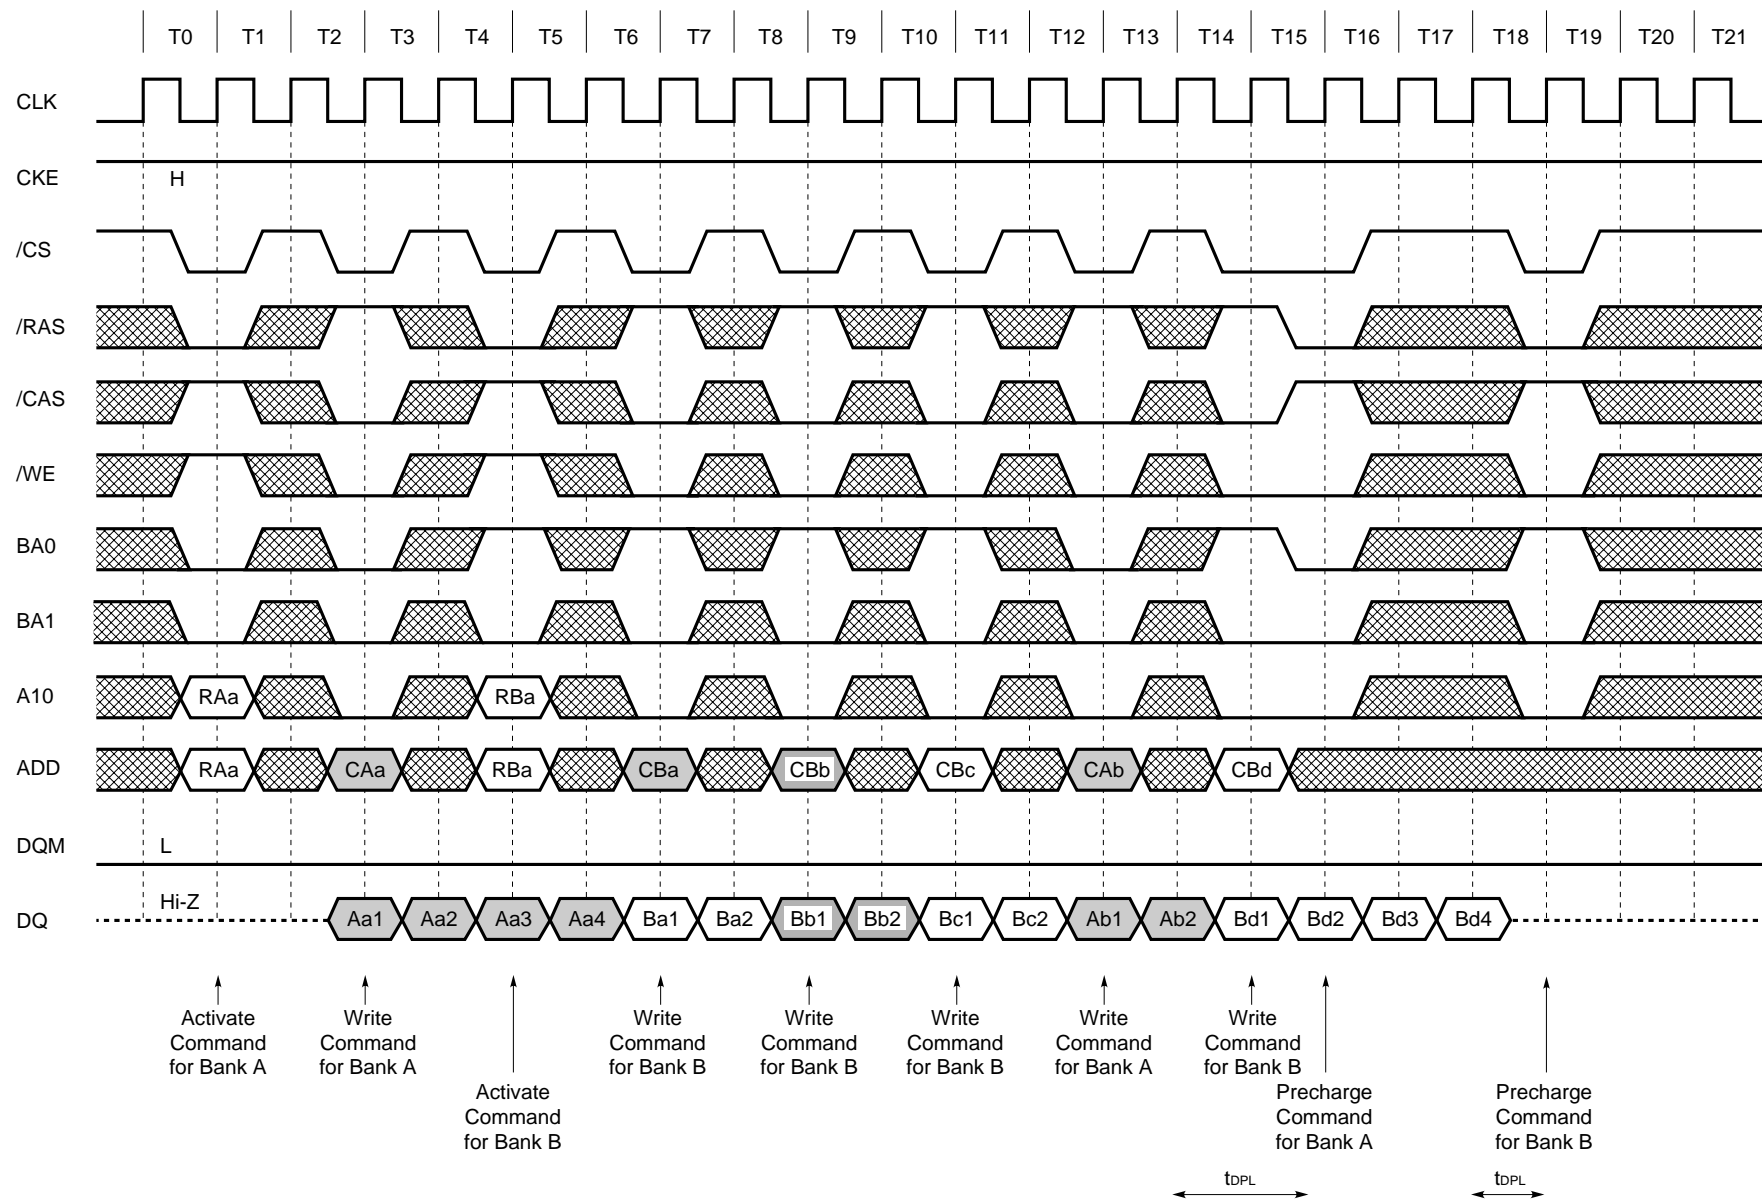 T0 T1 T2 T3 T4 T5 T6 T7 T8 T9 T10 T11 T12 T13 T14 T15 T16 T17 T18 T19 T20 T21
CLK
CKE H
/CS
/RAS
/CAS
/WE
BA0
BA1
A10 RAa RBa
ADD RAa CAa RBa CBa CBb CBc CAb CBd
DQM L
Hi-Z
DQ Aa1 Aa2 Aa3 Aa4 Ba1 Ba2 Bb1 Bb2 Bc1 Bc2 Ab1 Ab2 Bd1 Bd2 Bd3 Bd4
Activate
Command
for Bank A
Write
Command
for Bank A
Activate
Command
for Bank B
Write
Command
for Bank B
Write
Command
for Bank B
Write
Command
for Bank B
Write
Command
for Bank A
Write
Command
for Bank B
Precharge
Command
for Bank A
Precharge
Command
for Bank B
tDPL tDPL